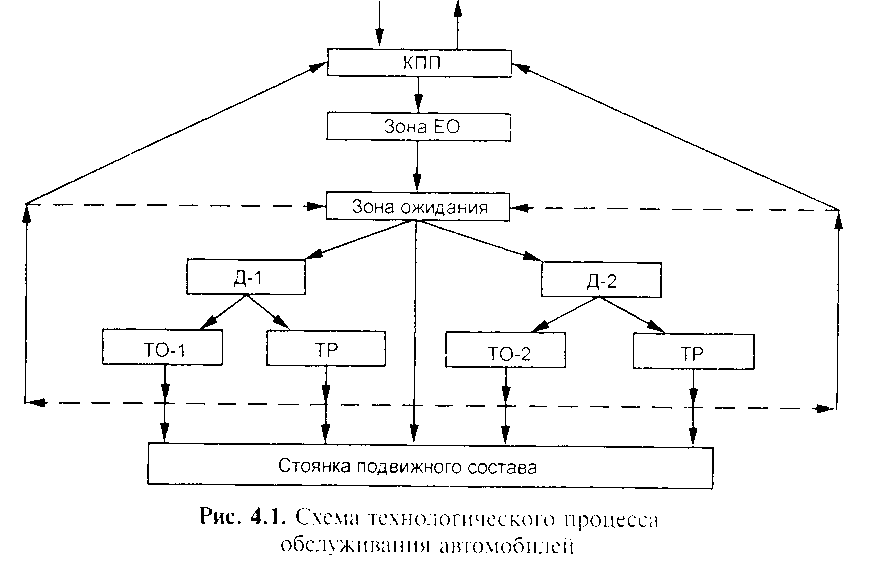 КПП
Зона ЕО
Зона ожидания
Д-1
Д-2
ТО-1
ТР
ТО-2
ТР
Стоянка подвижного состава
Рис. 4.1. Схема технологического процесса
обслуживания автомобилей